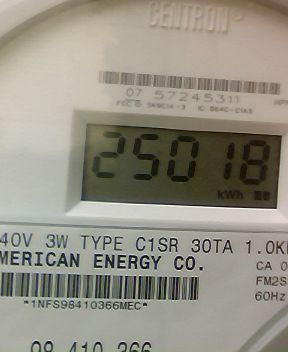 CENTRON
07 57245311
25018
kWh
40V 3W TYPE C1SR 30TA 1.0K
MERICAN ENERGY CO.
CA 0
FM2S
60Hz
*1NFS98410366MEC*
98 410 366